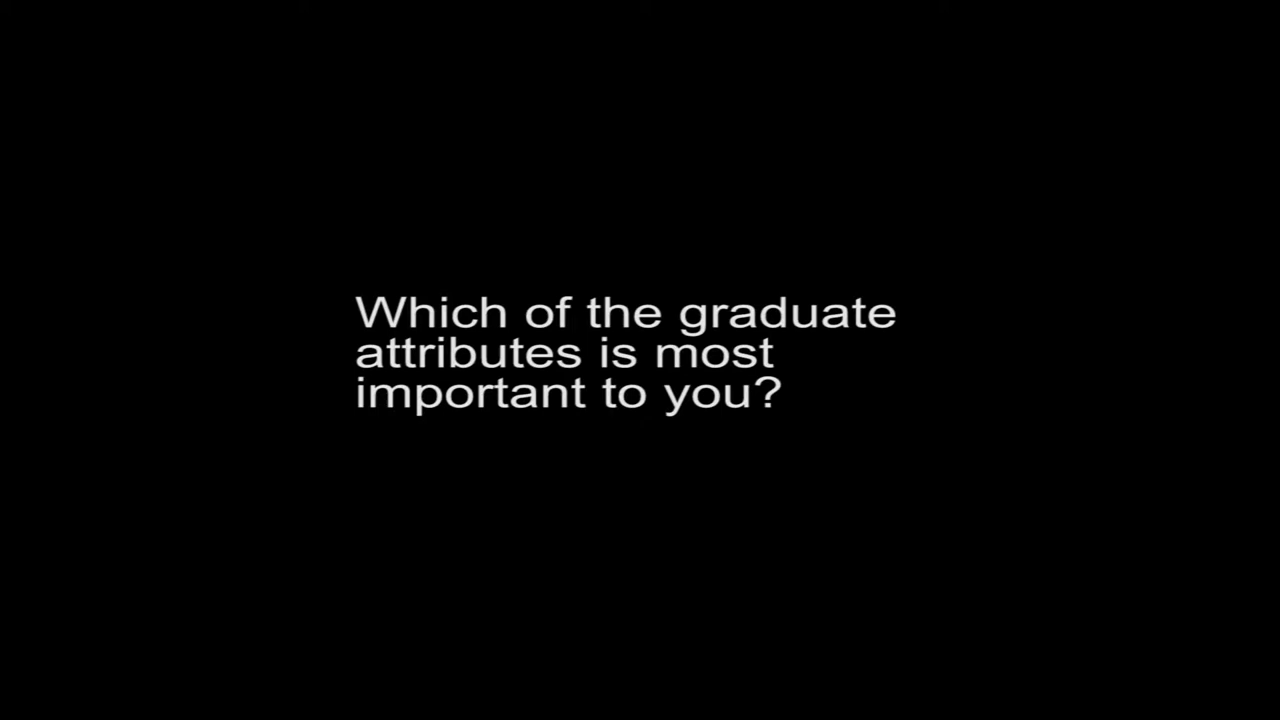 Which of the graduate
attributes is most
important to you?